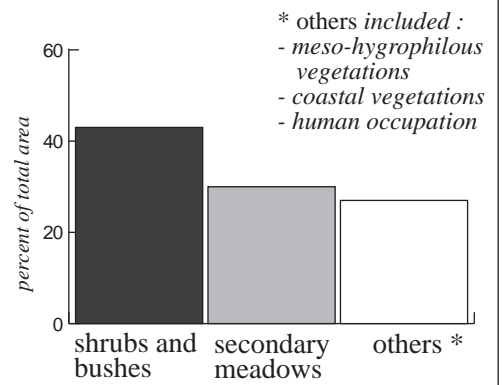 * others included :
- meso-hygrophilous
vegetations
- coastal vegetations
- human occupation
percent of total area
60
40
20
0
shrubs and
bushes
secondary
meadows
others *